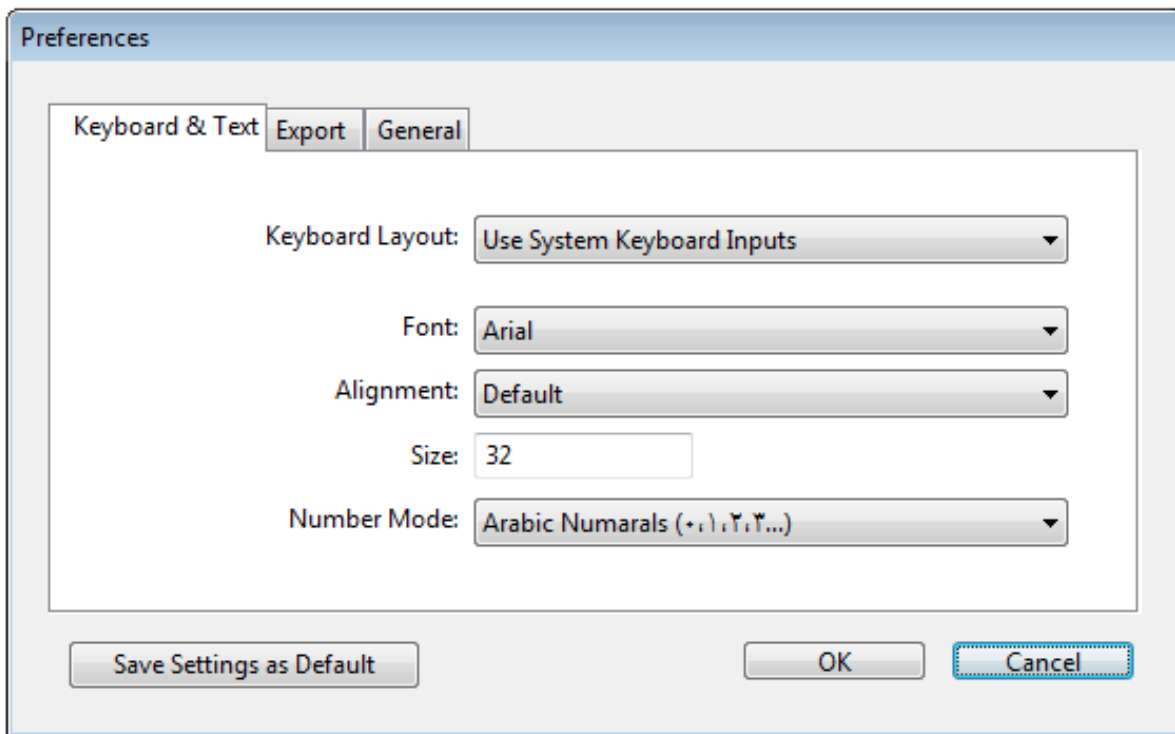 Preferences
Keyboard & Text Export General
Keyboard Layout: Use System Keyboard Inputs
Font: Arial
Alignment: Default
Size: 32
Number Mode: Arabic Numarals (٠،١،٢،٣...)
Save Settings as Default OK Cancel